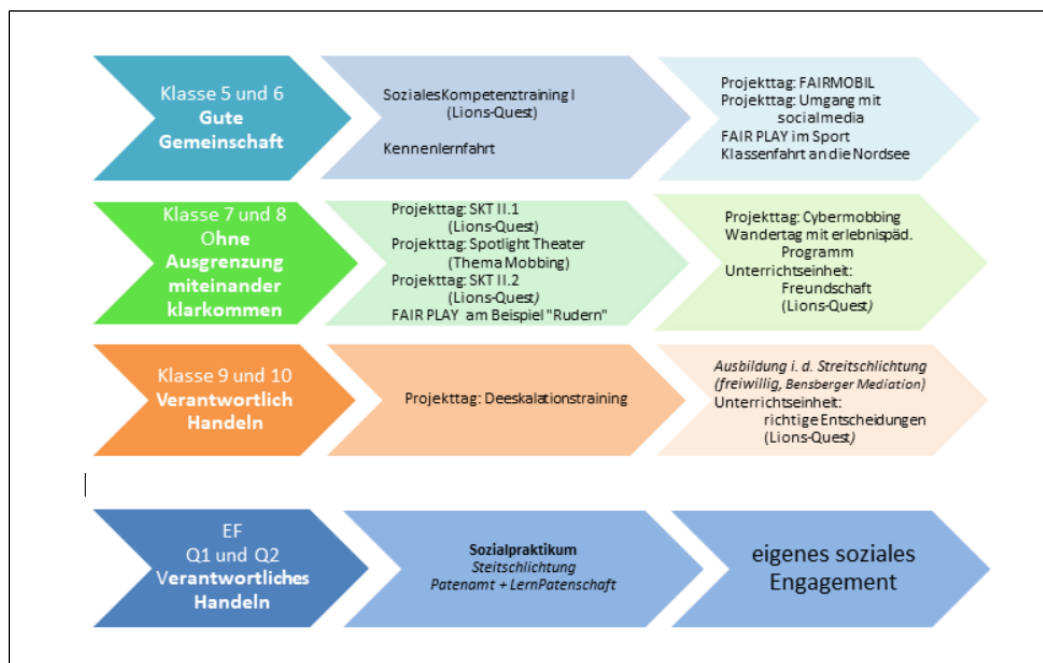 Klasse 5 und 6
Gute
Gemeinschaft
SozialesKompetenztraining I
(Lions-Quest)
Kennenlernfahrt
Projekttag: FAIRMOBIL
Projekttag: Umgang mit
socialmedia
FAIR PLAY im Sport
Klassenfahrt an die Nordsee
Klasse 7 und 8
Ohne
Ausgrenzung
miteinander
klarkommen
Projekttag: SKT II.1
(Lions-Quest)
Projekttag: Spotlight Theater
(Thema Mobbing)
Projekttag: SKT II.2
(Lions-Quest)
FAIR PLAY am Beispiel "Rudern"
Projekttag: Cybermobbing
Wandertag mit erlebnispäd.
Programm
Unterrichtseinheit:
Freundschaft
(Lions-Quest)
Klasse 9 und 10
Verantwortlich
Handeln
Projekttag: Deeskalationstraining
Ausbildung i. d. Streitschlichtung
(freiwillig, Bensberger Mediation)
Unterrichtseinheit:
richtige Entscheidungen
(Lions-Quest)
EF
Q1 und Q2
Verantwortliches
Handeln
Sozialpraktikum
Steitschlichtung
Patenamt + LernPatenschaft
eigenes soziales
Engagement